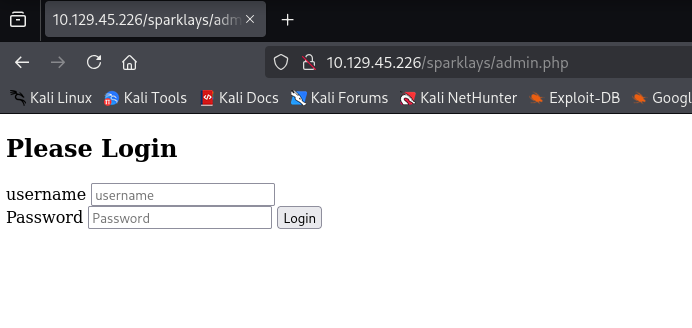 10.129.45.226/sparklays/adm
10.129.45.226/sparklays/admin.php
Kali Linux Kali Tools Kali Docs Kali Forums Kali NetHunter Exploit-DB Googl
Please Login
username username
Password Password Login